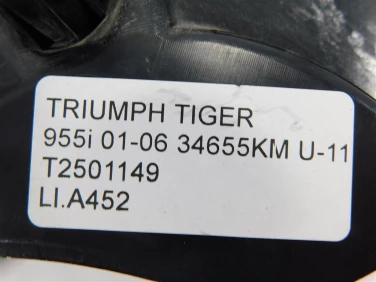 TRIUMPH TIGER
955i 01-06 34655KM U-11
T2501149
LI.A452